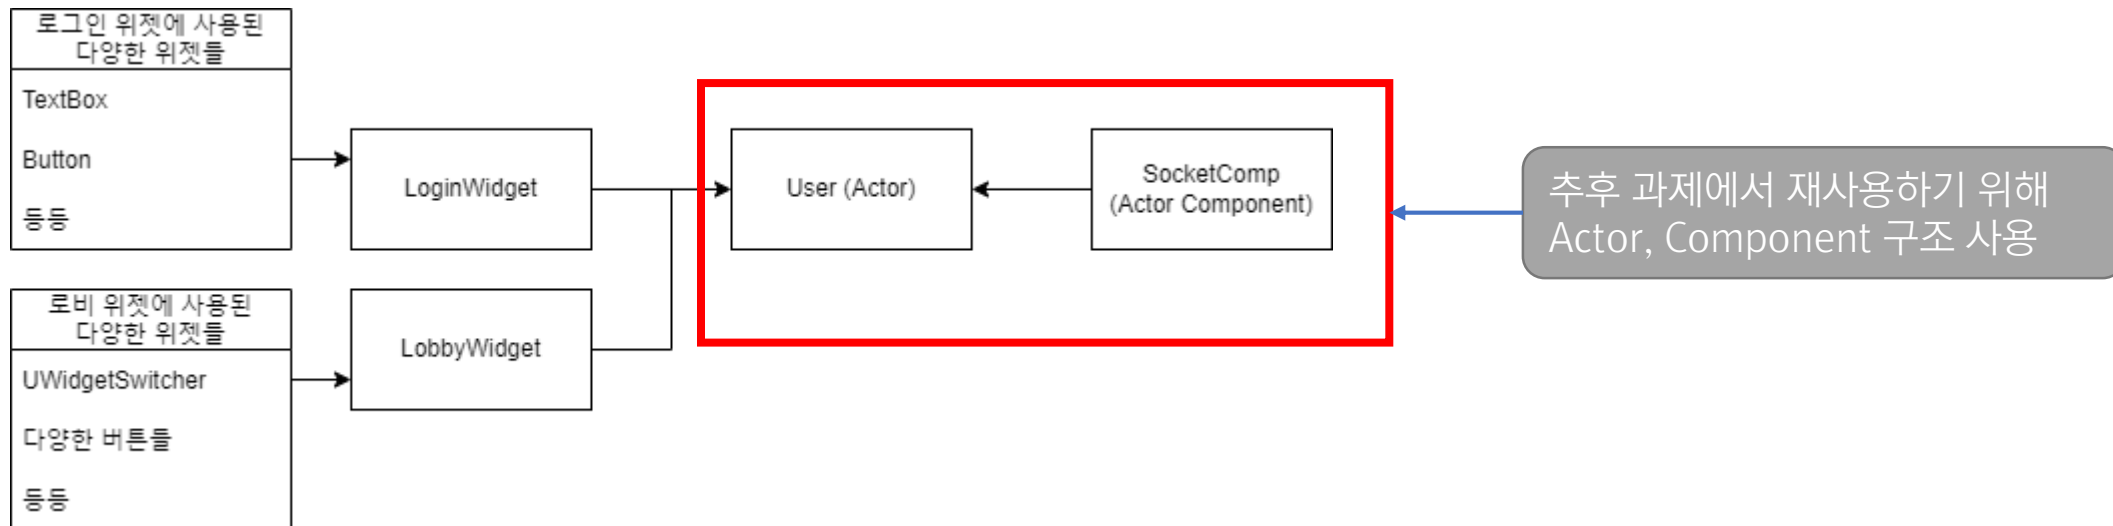 로그인 위젯에 사용된
다양한 위젯들
TextBox
Button
등등
LoginWidget
User (Actor)
SocketComp
(Actor Component)
추후 과제에서 재사용하기 위해
Actor, Component 구조 사용
로비 위젯에 사용된
다양한 위젯들
UWidgetSwitcher
다양한 버튼들
등등
LobbyWidget